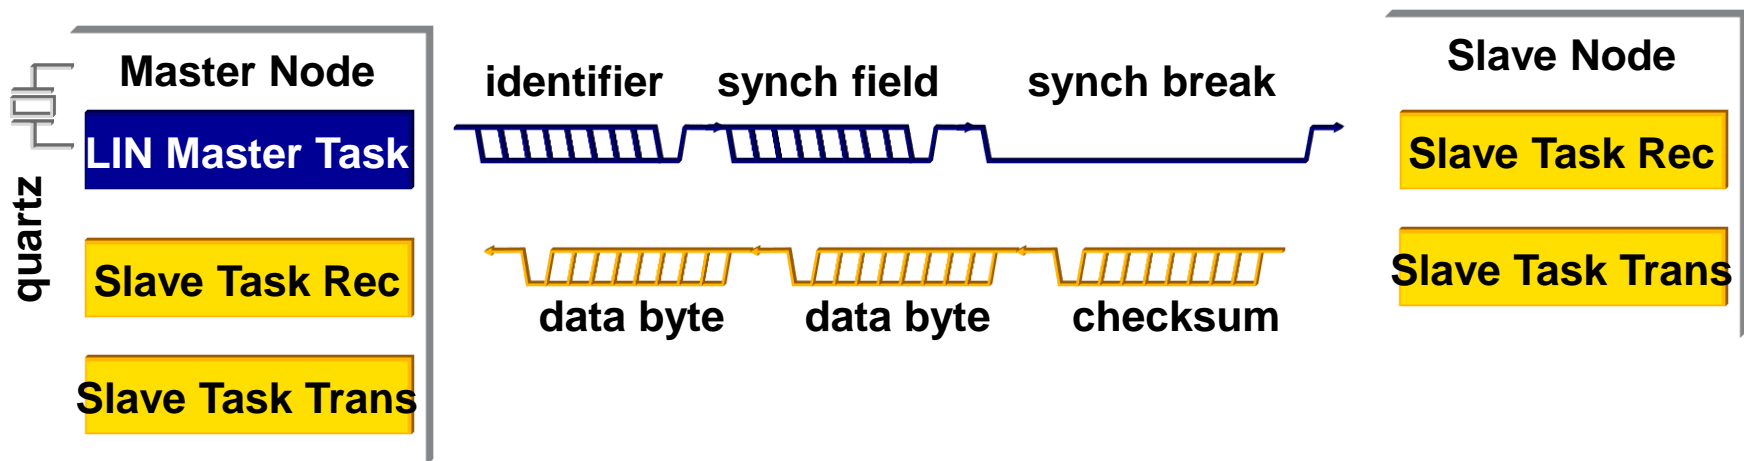 Master Node
quartz
LIN Master Task
Slave Task Rec
Slave Task Trans
identifier synch field synch break
data byte data byte checksum
Slave Node
Slave Task Rec
Slave Task Trans